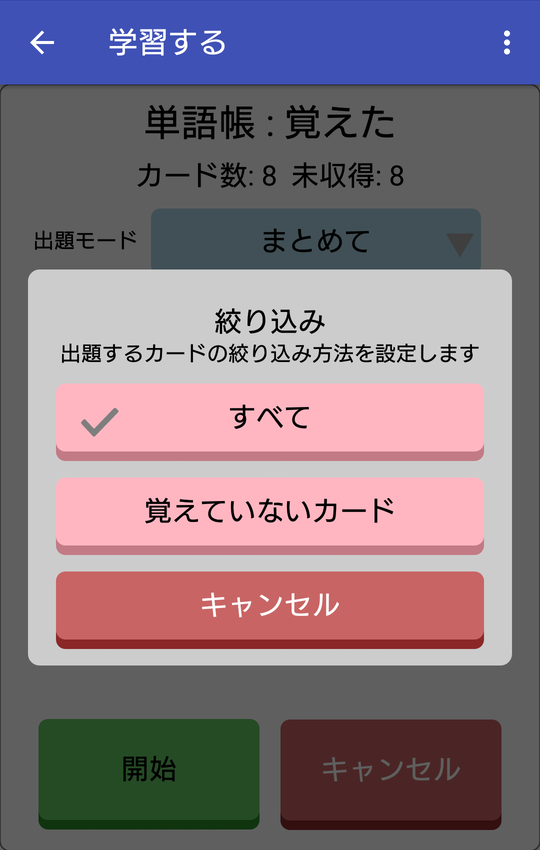 学習する
単語帳 : 覚えた
カード数: 8 未収得: 8
出題モード
まとめて
絞り込み
出題するカードの絞り込み方法を設定します
すべて
覚えていないカード
キャンセル
開始
キャンセル